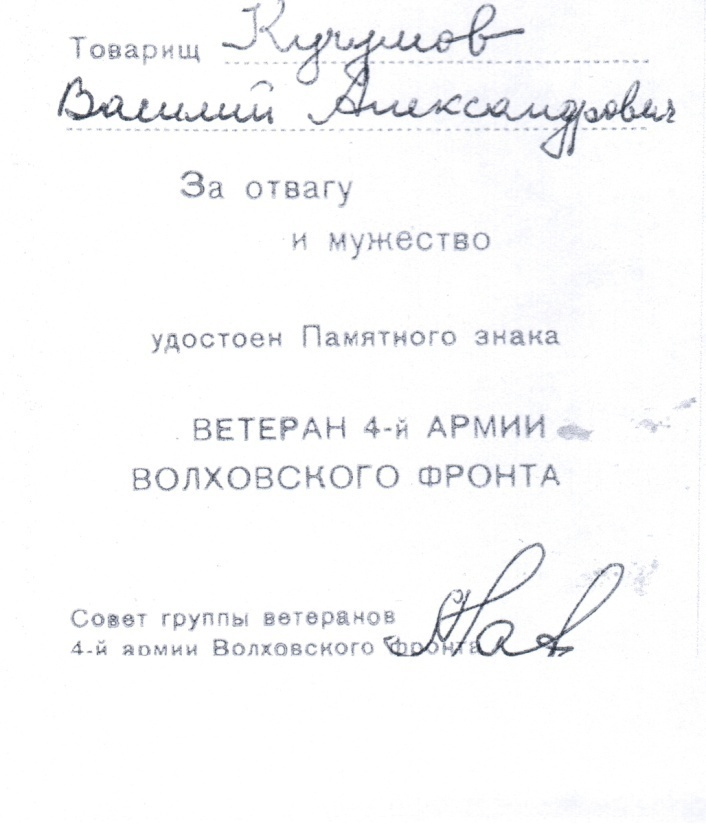 Товарищ Кучумов
Василий Александрович
За отвагу
и мужество
удостоен Памятного знака
ВЕТЕРАН 4-й АРМИИ
ВОЛХОВСКОГО ФРОНТА
Совет группы ветеранов
4-й армии Волховского фронта